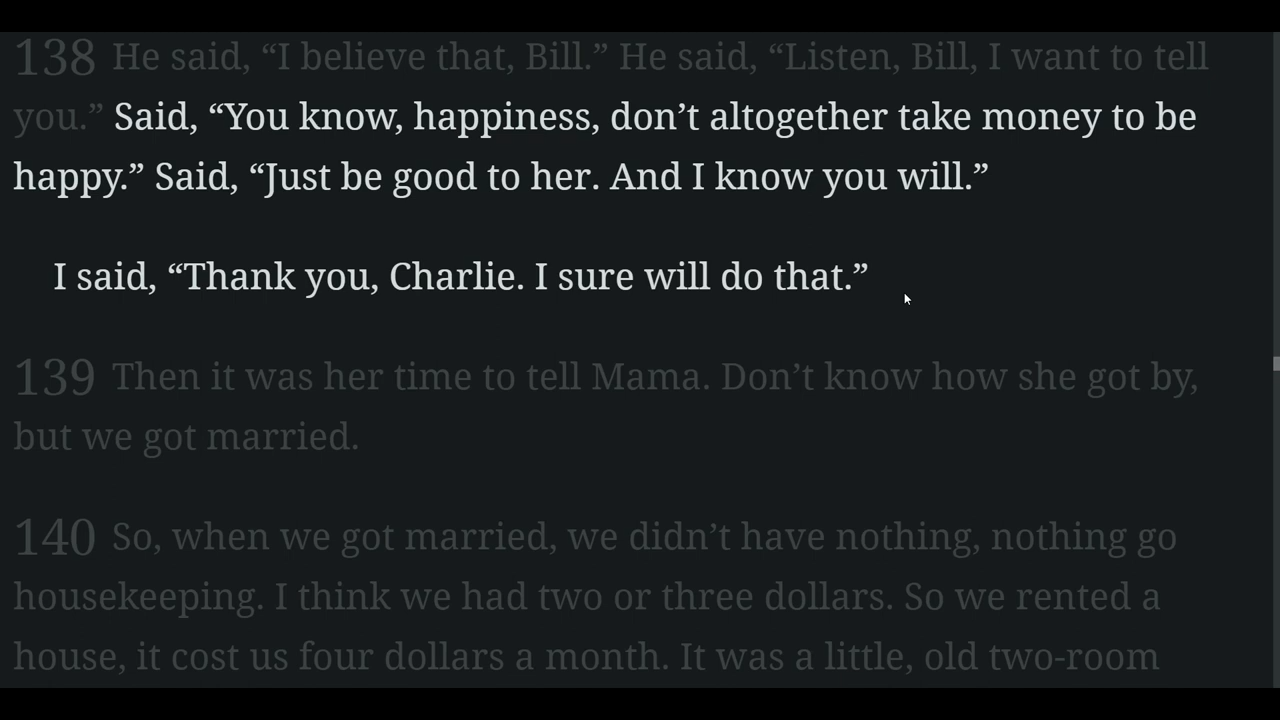 138 He said, “I believe that, Bill.” He said, “Listen, Bill, I want to tell
you.” Said, “You know, happiness, don’t altogether take money to be
happy.” Said, “Just be good to her. And I know you will.”
I said, “Thank you, Charlie. I sure will do that.”
139 Then it was her time to tell Mama. Don’t know how she got by,
but we got married.
140 So, when we got married, we didn’t have nothing, nothing go
housekeeping. I think we had two or three dollars. So we rented a
house, it cost us four dollars a month. It was a little, old two-room